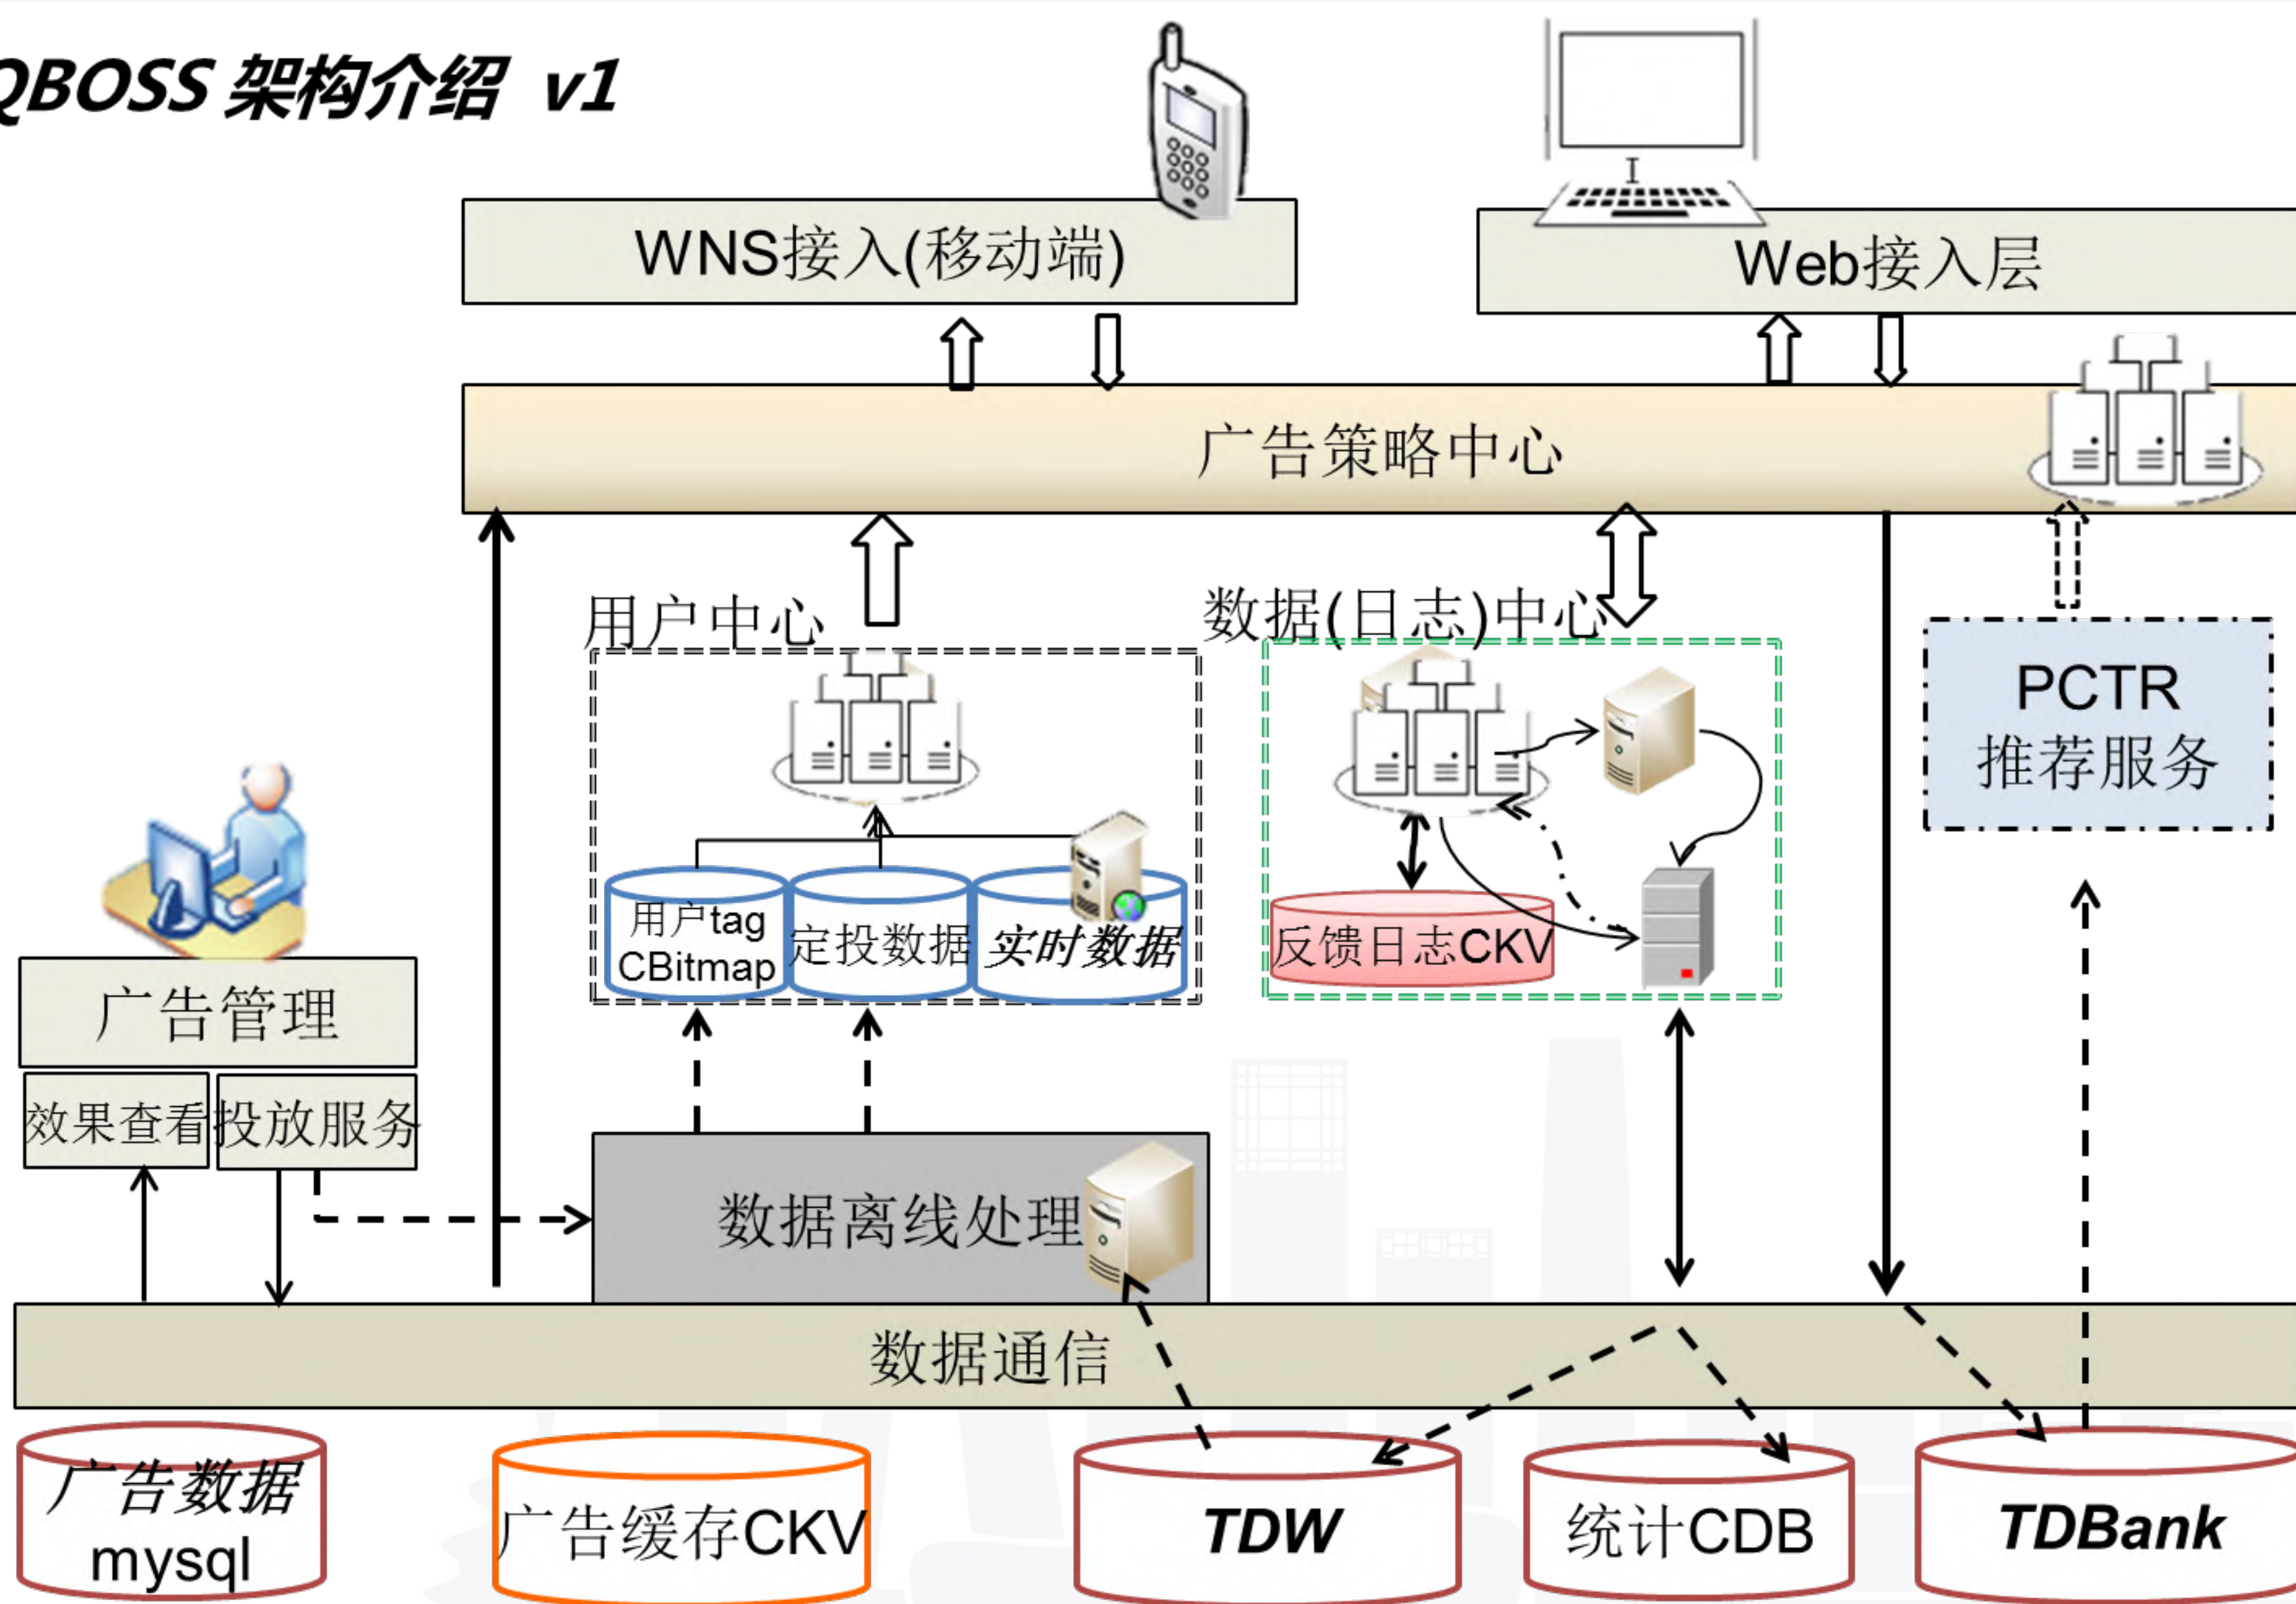 QBOSS 架构介绍 v1
WNS接入(移动端)
Web接入层
广告策略中心
用户中心
数据(日志)中心
PCTR
推荐服务
用户tag
CBitmap
定投数据
实时数据
反馈日志CKV
广告管理
效果查看
投放服务
数据离线处理
数据通信
广告数据
mysql
广告缓存CKV
TDW
统计CDB
TDBank